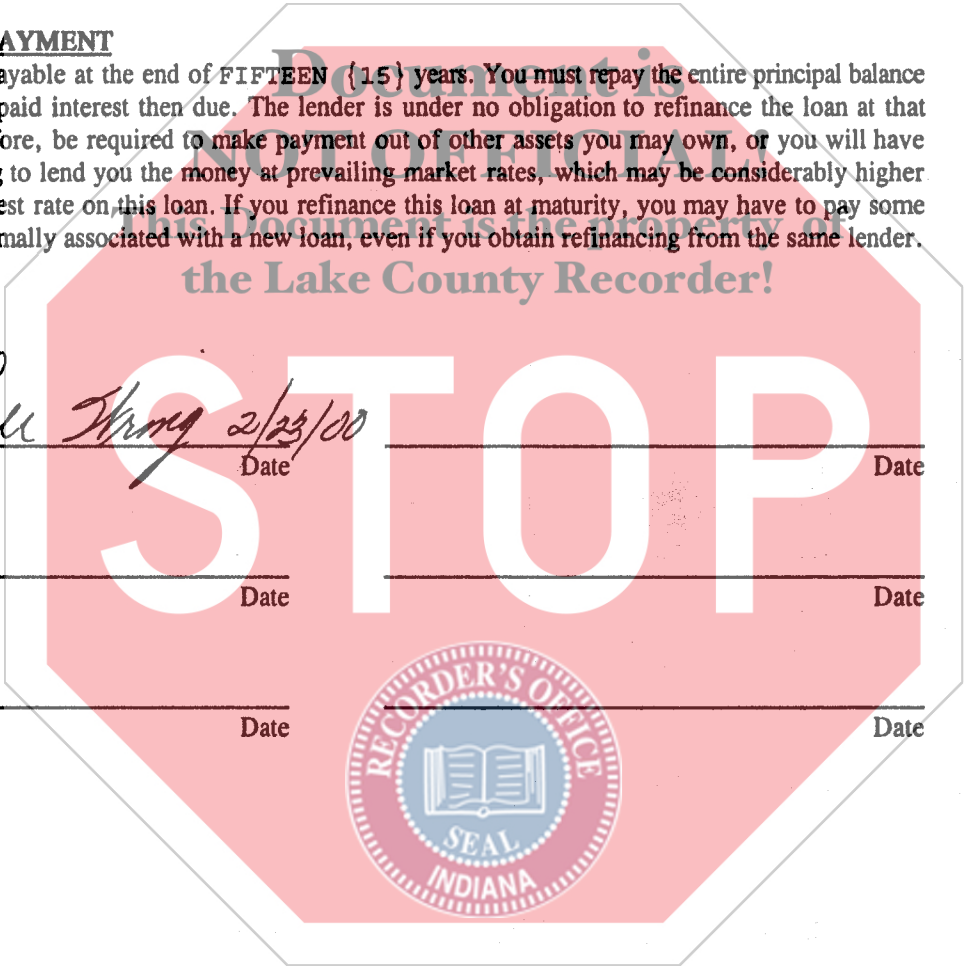 AYMENT
ayable at the end of FIFTEEN {15} years. You must repay the entire principal balance
paid interest then due. The lender is under no obligation to refinance the loan at that
ore, be required to make payment out of other assets you may own, or you will have
to lend you the money at prevailing market rates, which may be considerably higher
est rate on this loan. If you refinance this loan at maturity, you may have to pay some
mally associated with a new loan, even if you obtain refinancing from the same lender.
Document is
NOT OFFICIAL!
This Document is the property of
the Lake County Recorder!
STOP
2/23/00
Date Date
Date Date
Date Date
RECORDER'S OFFICE
SEAL
INDIANA